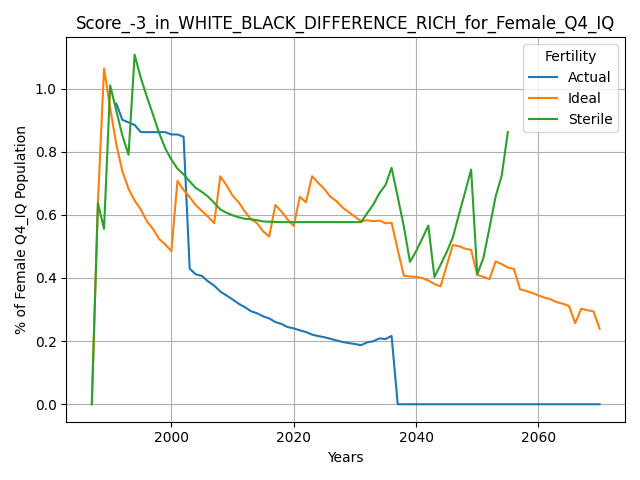 Score_-3_in_WHITE_BLACK_DIFFERENCE_RICH_for_Female_Q4_IQ
Fertility
Actual
Ideal
Sterile
% of Female Q4_IQ Population
1.0
0.8
0.6
0.4
0.2
0.0
2000 2020 2040 2060
Years